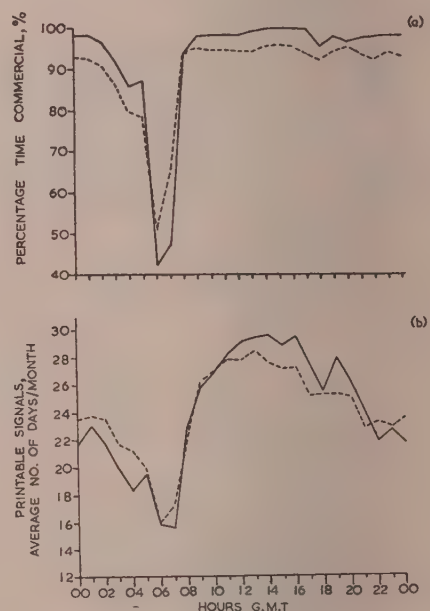 (a)
PERCENTAGE TIME COMMERCIAL, %
100
90
80
70
60
50
40
(b)
PRINTABLE SIGNALS,
AVERAGE NO. OF DAYS/MONTH
30
28
26
24
22
20
18
16
14
12
00 02 04 06 08 10 12 14 16 18 20 22 00
HOURS G.M.T